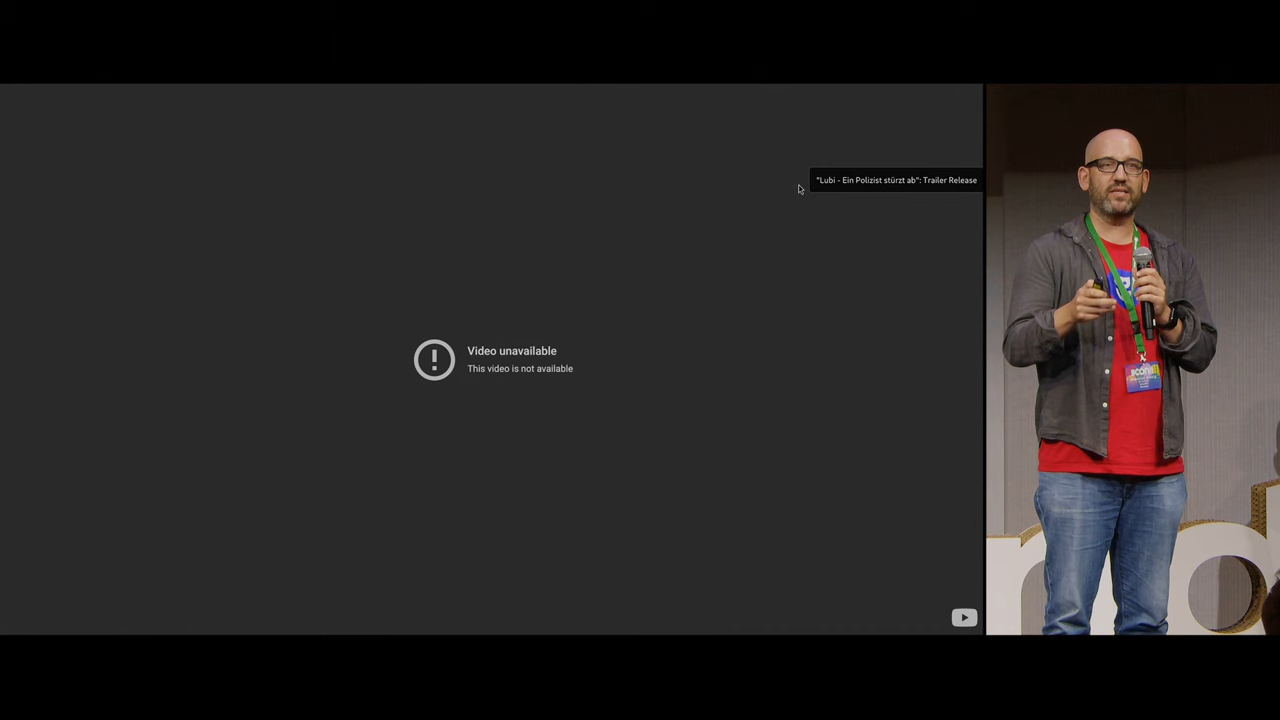 "Lubi - Ein Polizist stürzt ab": Trailer Release
Video unavailable
This video is not available